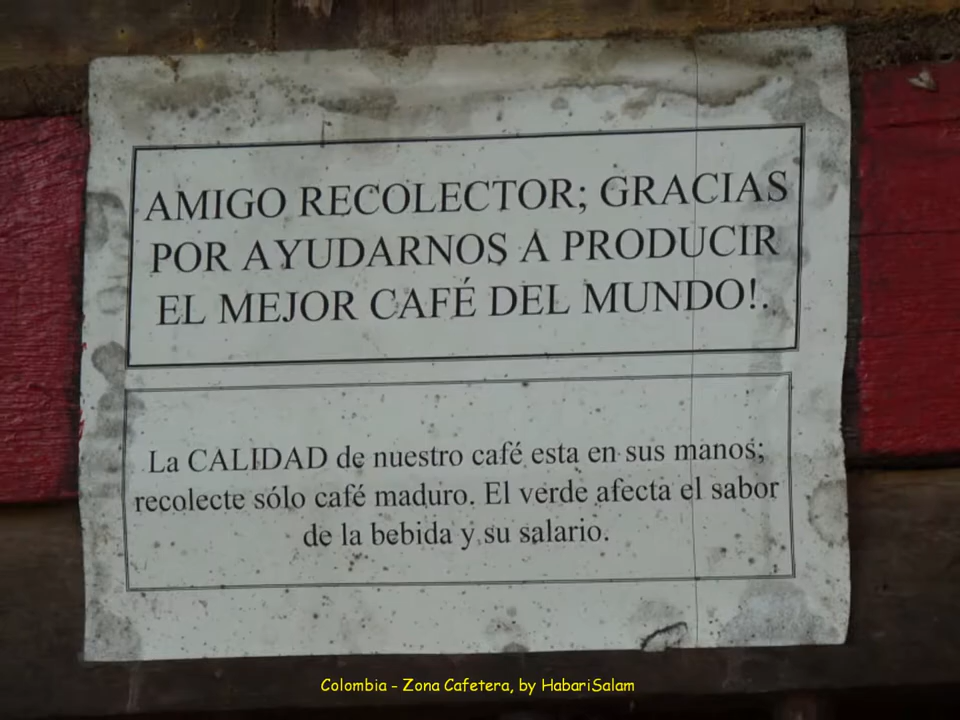 AMIGO RECOLECTOR; GRACIAS
POR AYUDARNOS A PRODUCIR
EL MEJOR CAFÉ DEL MUNDO!.
La CALIDAD de nuestro café esta en sus manos;
recolecte sólo café maduro. El verde afecta el sabor
de la bebida y su salario.
Colombia - Zona Cafetera, by HabariSalam